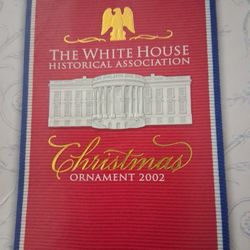 THE WHITE HOUSE
HISTORICAL ASSOCIATION
Christmas
ORNAMENT 2002